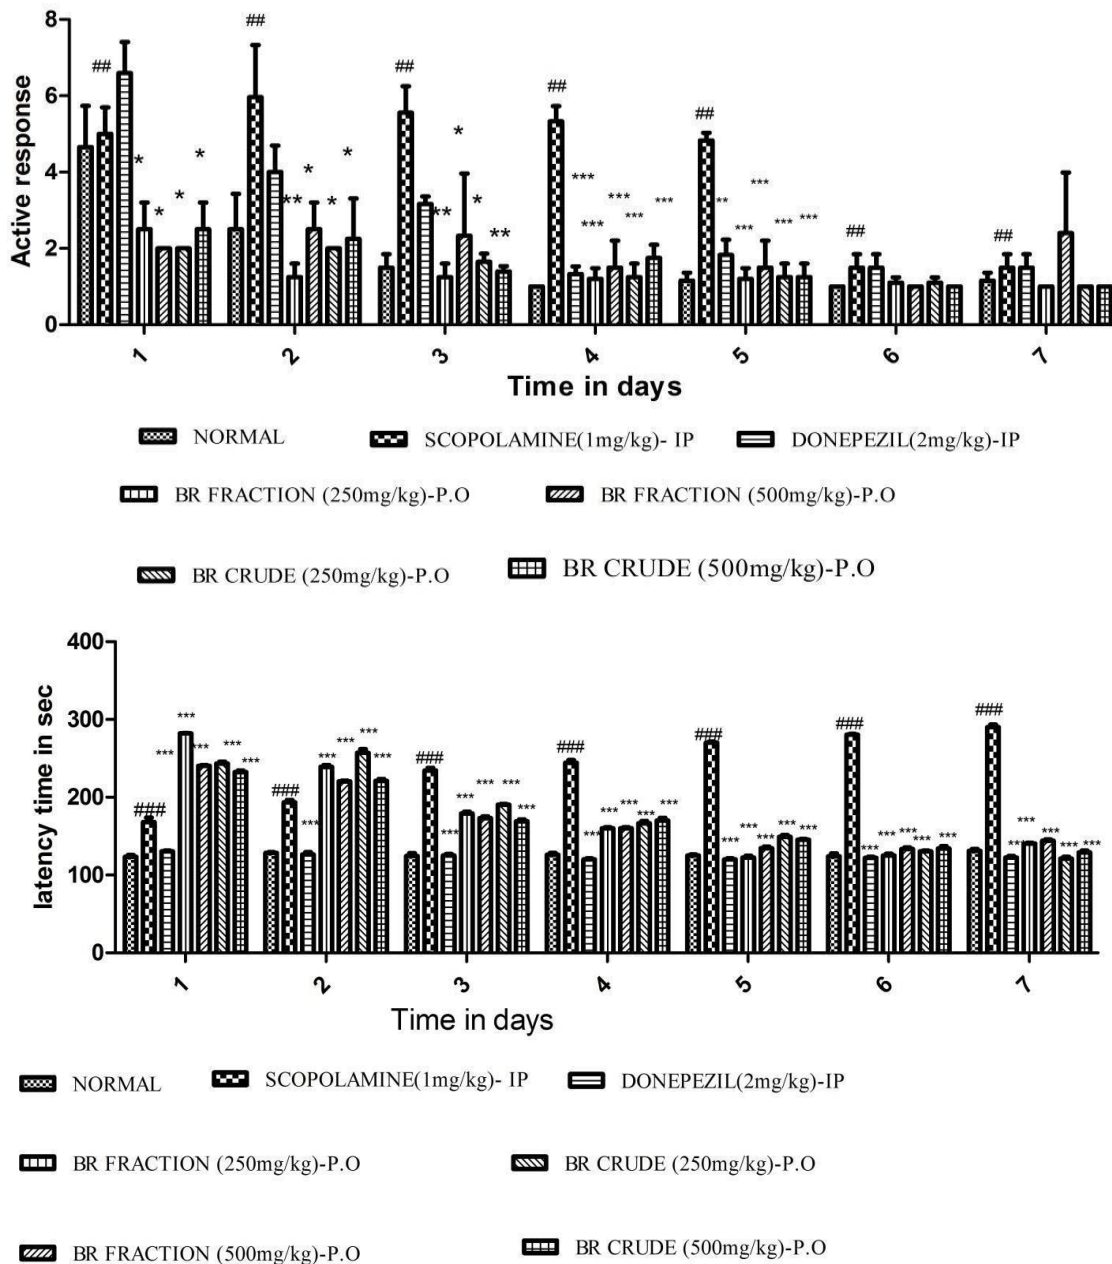 8
6
4
2
0
Active response
## ## ## ## ## ## ##
* * * *
** * * *
** * * **
*** *** *** *** ***
** *** *** *** ***
1 2 3 4 5 6 7
Time in days
NORMAL SCOPOLAMINE(1mg/kg)- IP DONEPEZIL(2mg/kg)-IP
BR FRACTION (250mg/kg)-P.O BR FRACTION (500mg/kg)-P.O
BR CRUDE (250mg/kg)-P.O BR CRUDE (500mg/kg)-P.O
400
300
200
100
0
latency time in sec
### ### ### ### ### ### ###
*** *** *** *** ***
*** *** *** *** ***
*** *** *** *** ***
*** *** *** *** ***
*** *** *** *** ***
*** *** *** *** ***
*** *** *** *** ***
1 2 3 4 5 6 7
Time in days
NORMAL SCOPOLAMINE(1mg/kg)- IP DONEPEZIL(2mg/kg)-IP
BR FRACTION (250mg/kg)-P.O BR CRUDE (250mg/kg)-P.O
BR FRACTION (500mg/kg)-P.O BR CRUDE (500mg/kg)-P.O